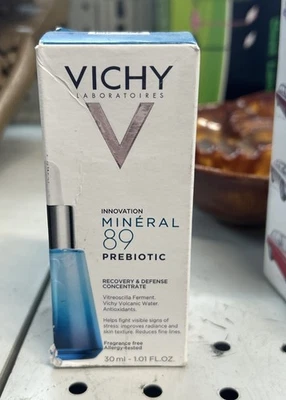 VICHY
LABORATOIRES
INNOVATION
MINÉRAL
89
PREBIOTIC
RECOVERY & DEFENSE
CONCENTRATE
Vitreoscilla Ferment,
Vichy Volcanic Water,
Antioxidants.
Helps fight visible signs of
stress: improves radiance and
skin texture. Reduces fine lines.
Fragrance free
Allergy-tested
30 ml - 1.01 FL.OZ.